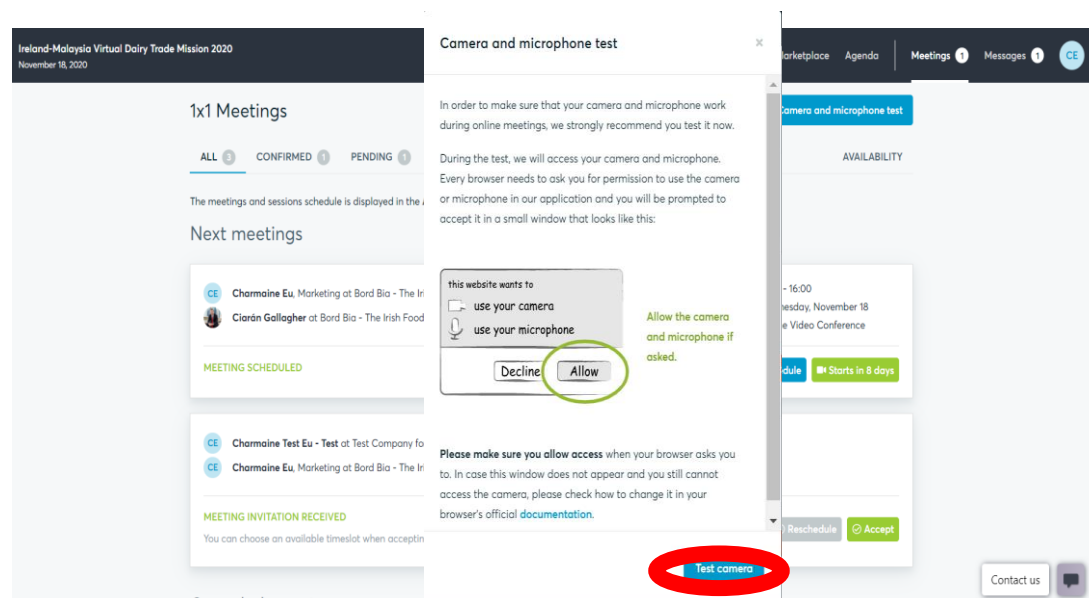 Ireland-Malaysia Virtual Dairy Trade Mission 2020
November 18, 2020
Agenda
Meetings 1
Messages 1
CE
1x1 Meetings
Camera and microphone test
ALL 3
CONFIRMED 1
PENDING 1
AVAILABILITY
The meetings and sessions schedule is displayed in the
Next meetings
CE
Charmaine Eu, Marketing at Bord Bia - The Iri
Ciarán Gallagher at Bord Bia - The Irish Food
- 16:00
November 18
Video Conference
MEETING SCHEDULED
Starts in 8 days
CE
Charmaine Test Eu - Test at Test Company fo
CE
Charmaine Eu, Marketing at Bord Bia - The Iri
MEETING INVITATION RECEIVED
You can choose an available timeslot when acceptin
Reschedule
Accept
Camera and microphone test
×
In order to make sure that your camera and microphone work
during online meetings, we strongly recommend you test it now.
During the test, we will access your camera and microphone.
Every browser needs to ask you for permission to use the camera
or microphone in our application and you will be prompted to
accept it in a small window that looks like this:
this website wants to
use your camera
use your microphone
Decline
Allow
Allow the camera
and microphone if
asked.
Please make sure you allow access when your browser asks you
to. In case this window does not appear and you still cannot
access the camera, please check how to change it in your
browser's official documentation.
Test camera
Contact us